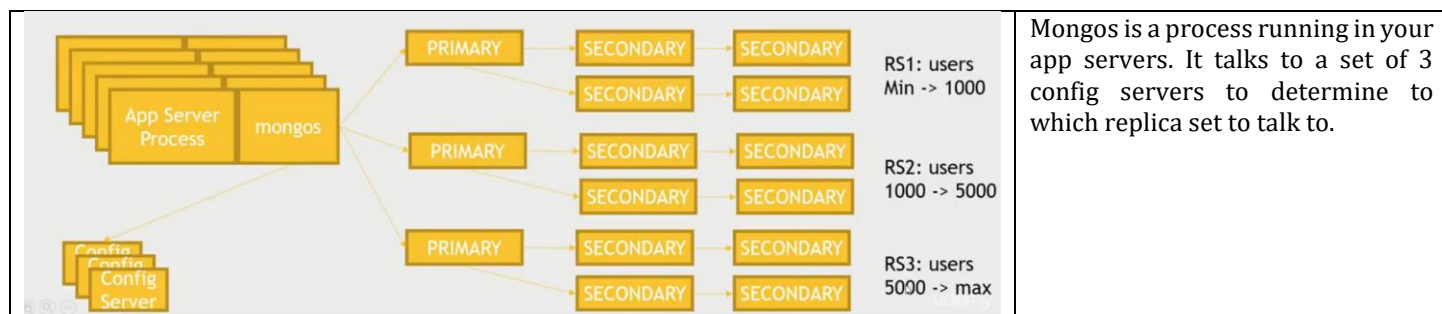 PRIMARY
SECONDARY
SECONDARY
SECONDARY
SECONDARY
RS1: users
Min -> 1000
App Server
Process
mongos
PRIMARY
SECONDARY
SECONDARY
SECONDARY
SECONDARY
RS2: users
1000 -> 5000
PRIMARY
SECONDARY
SECONDARY
SECONDARY
SECONDARY
RS3: users
5000 -> max
Config
Config
Config
Server
Mongos is a process running in your
app servers. It talks to a set of 3
config servers to determine to
which replica set to talk to.